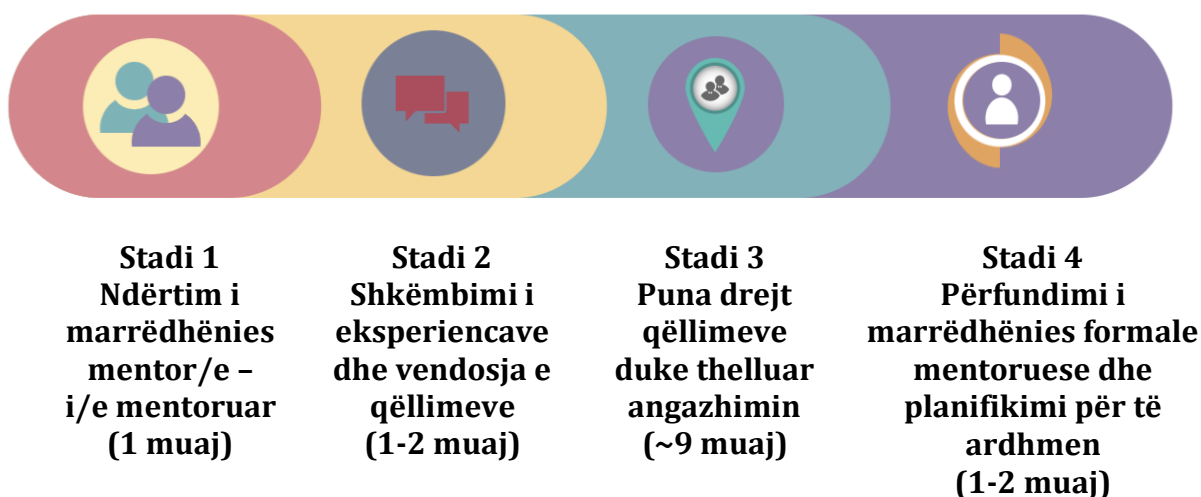 Stadi 1
Ndërtim i
marrëdhënies
mentor/e –
i/e mentoruar
(1 muaj)
Stadi 2
Shkëmbimi i
eksperiencave
dhe vendosja e
qëllimeve
(1-2 muaj)
Stadi 3
Puna drejt
qëllimeve
duke thelluar
angazhimin
(~9 muaj)
Stadi 4
Përfundimi i
marrëdhënies formale
mentoruese dhe
planifikimi për të
ardhmen
(1-2 muaj)